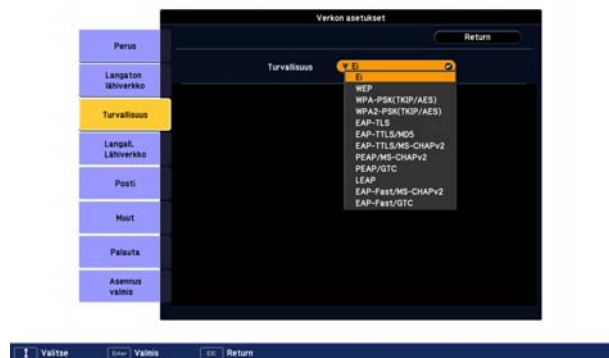 Verkon asetukset
Return
Perus
Langaton
lähiverkko
Turvallisuus
Langall.
Lähiverkko
Posti
Muut
Palauta
Asennus
valmis
Turvallisuus
Ei
Ei
WEP
WPA-PSK(TKIP/AES)
WPA2-PSK(TKIP/AES)
EAP-TLS
EAP-TTLS/MD5
EAP-TTLS/MS-CHAPv2
PEAP/MS-CHAPv2
PEAP/GTC
LEAP
EAP-Fast/MS-CHAPv2
EAP-Fast/GTC
Valitse Enter Valmis ESC Return